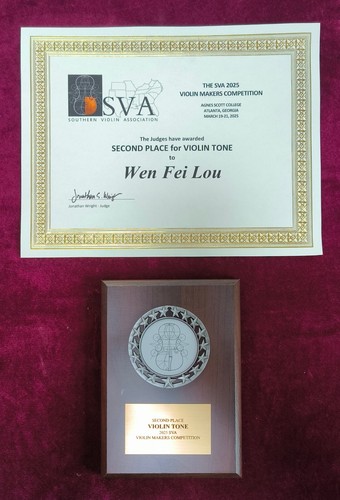 SVA
SOUTHERN VIOLIN ASSOCIATION
THE SVA 2025
VIOLIN MAKERS COMPETITION
AGNES SCOTT COLLEGE
ATLANTA, GEORGIA
MARCH 19-21, 2025
The Judges have awarded
SECOND PLACE for VIOLIN TONE
to
Wen Fei Lou
Jonathan Wright - Judge
SECOND PLACE
VIOLIN TONE
2025 SVA
VIOLIN MAKERS COMPETITION